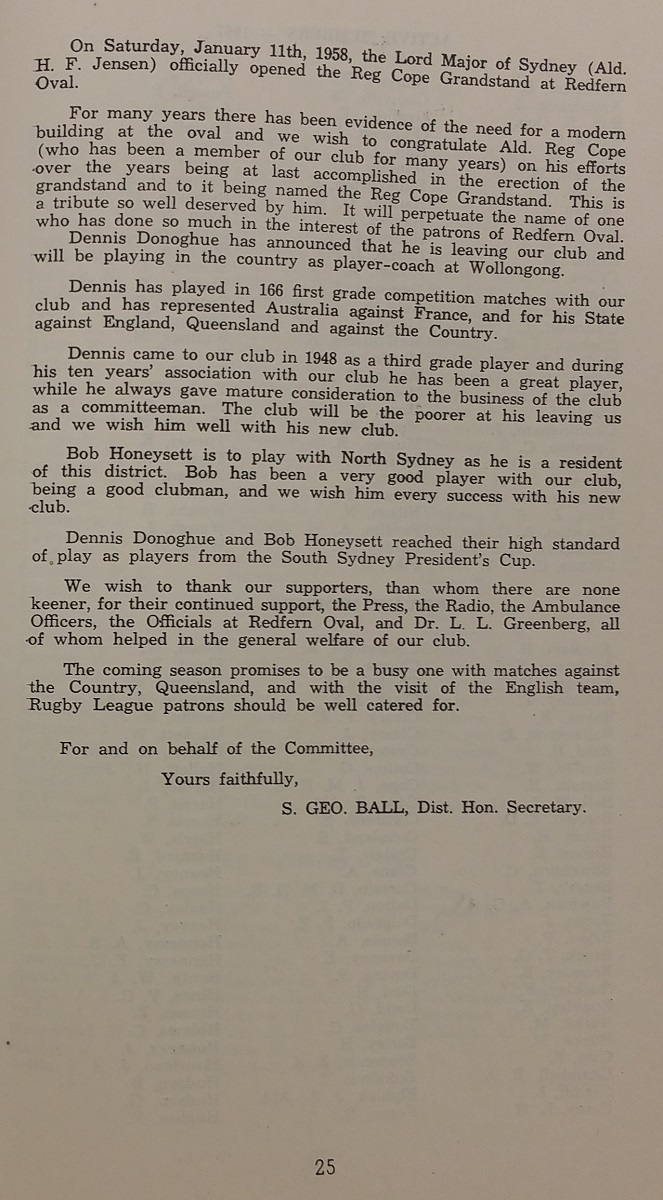 On Saturday, January 11th, 1958, the Lord Major of Sydney (Ald.
H. F. Jensen) officially opened the Reg Cope Grandstand at Redfern
Oval.
For many years there has been evidence of the need for a modern
building at the oval and we wish to congratulate Ald. Reg Cope
(who has been a member of our club for many years) on his efforts
over the years being at last accomplished in the erection of the
grandstand and to it being named the Reg Cope Grandstand. This is
a tribute so well deserved by him. It will perpetuate the name of one
who has done so much in the interest of the patrons of Redfern Oval.
Dennis Donoghue has announced that he is leaving our club and
will be playing in the country as player-coach at Wollongong.
Dennis has played in 166 first grade competition matches with our
club and has represented Australia against France, and for his State
against England, Queensland and against the Country.
Dennis came to our club in 1948 as a third grade player and during
his ten years' association with our club he has been a great player,
while he always gave mature consideration to the business of the club
as a committeeman. The club will be the poorer at his leaving us
and we wish him well with his new club.
Bob Honeysett is to play with North Sydney as he is a resident
of this district. Bob has been a very good player with our club,
being a good clubman, and we wish him every success with his new
club.
Dennis Donoghue and Bob Honeysett reached their high standard
of play as players from the South Sydney President's Cup.
We wish to thank our supporters, than whom there are none
keener, for their continued support, the Press, the Radio, the Ambulance
Officers, the Officials at Redfern Oval, and Dr. L. L. Greenberg, all
of whom helped in the general welfare of our club.
The coming season promises to be a busy one with matches against
the Country, Queensland, and with the visit of the English team,
Rugby League patrons should be well catered for.
For and on behalf of the Committee,
Yours faithfully,
S. GEO. BALL, Dist. Hon. Secretary.
25